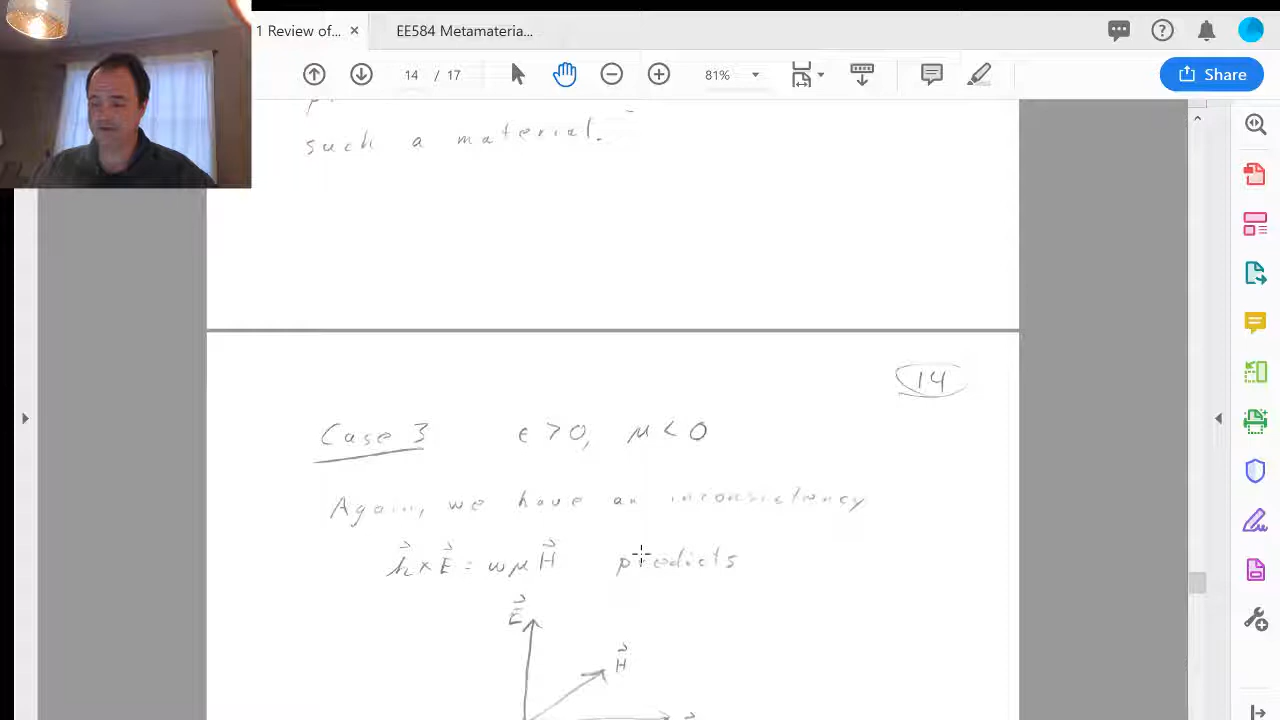 1 Review of... ×
EE584 Metamateria...
14 / 17
81%
Share
such a material.
14
Case 3 ϵ > 0, μ < 0
Again, we have an inconsistency
k⃗ × E⃗ = ωμ H⃗ predicts
E⃗
H⃗